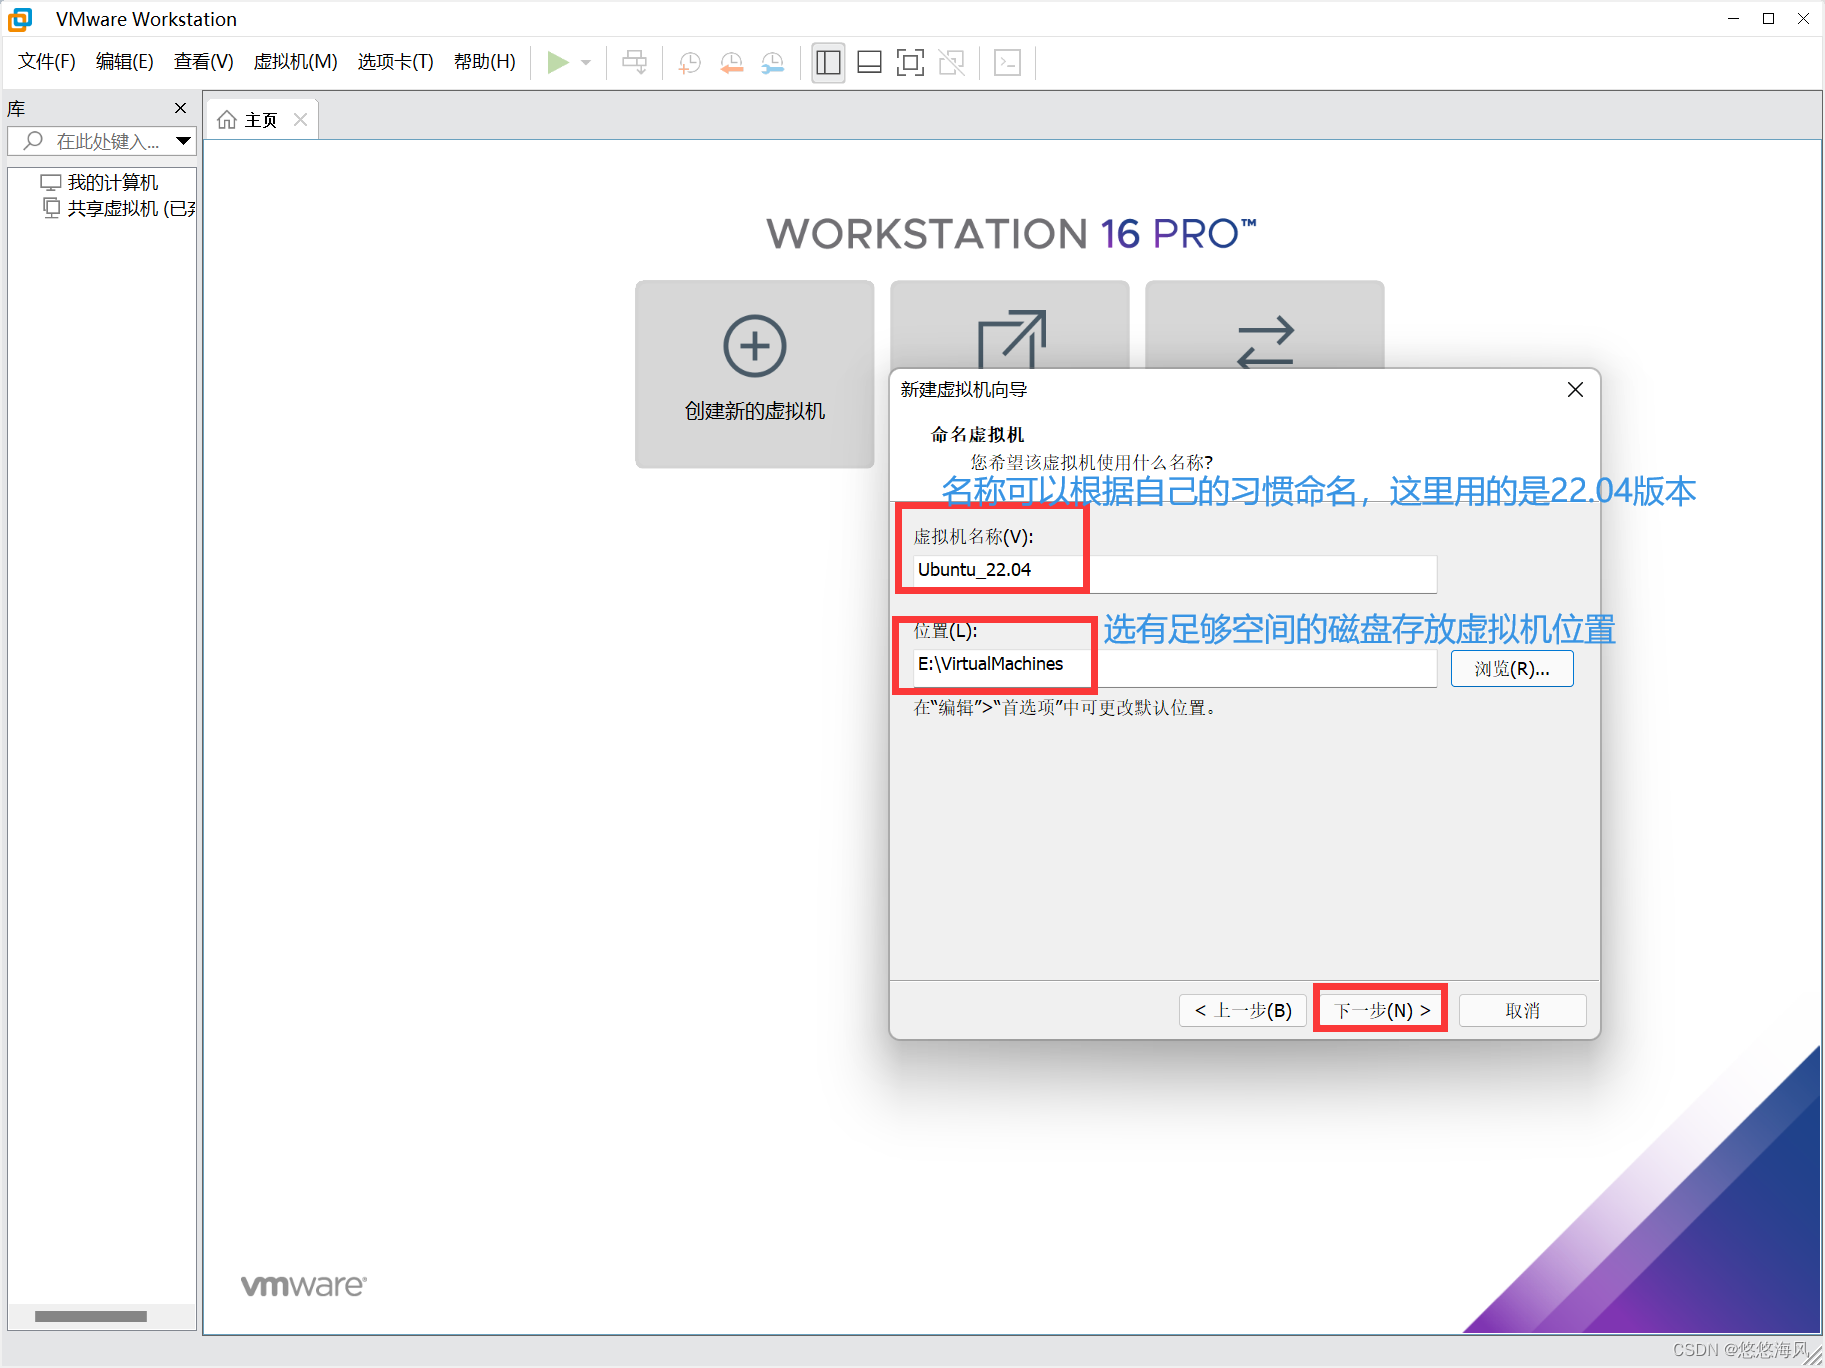 VMware Workstation
文件(F) 编辑(E) 查看(V) 虚拟机(M) 选项卡(T) 帮助(H)
库
主页
在此处键入...
我的计算机
共享虚拟机 (已
WORKSTATION 16 PRO™
创建新的虚拟机
新建虚拟机向导
命名虚拟机
您希望该虚拟机使用什么名称?
名称可以根据自己的习惯命名，这里用的是22.04版本
虚拟机名称(V):
Ubuntu_22.04
位置(L):
选有足够空间的磁盘存放虚拟机位置
E:\VirtualMachines
浏览(R)...
在“编辑”>“首选项”中可更改默认位置。
< 上一步(B) 下一步(N) > 取消
vmware®
CSDN @悠悠海风